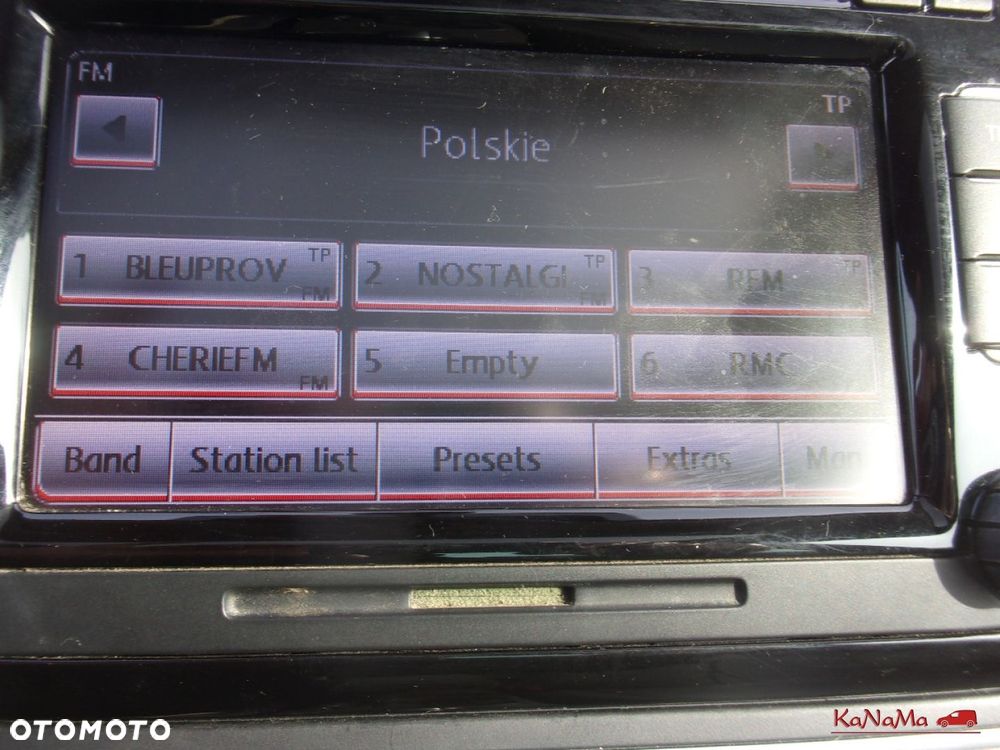 FM
TP
Polskie
1 BLEUPROV TP FM
2 NOSTALGI TP FM
3 RFM TP
4 CHERIEFM FM
5 Empty
6 RMC
Band Station list Presets Extras
OTOMOTO
KaNaMa